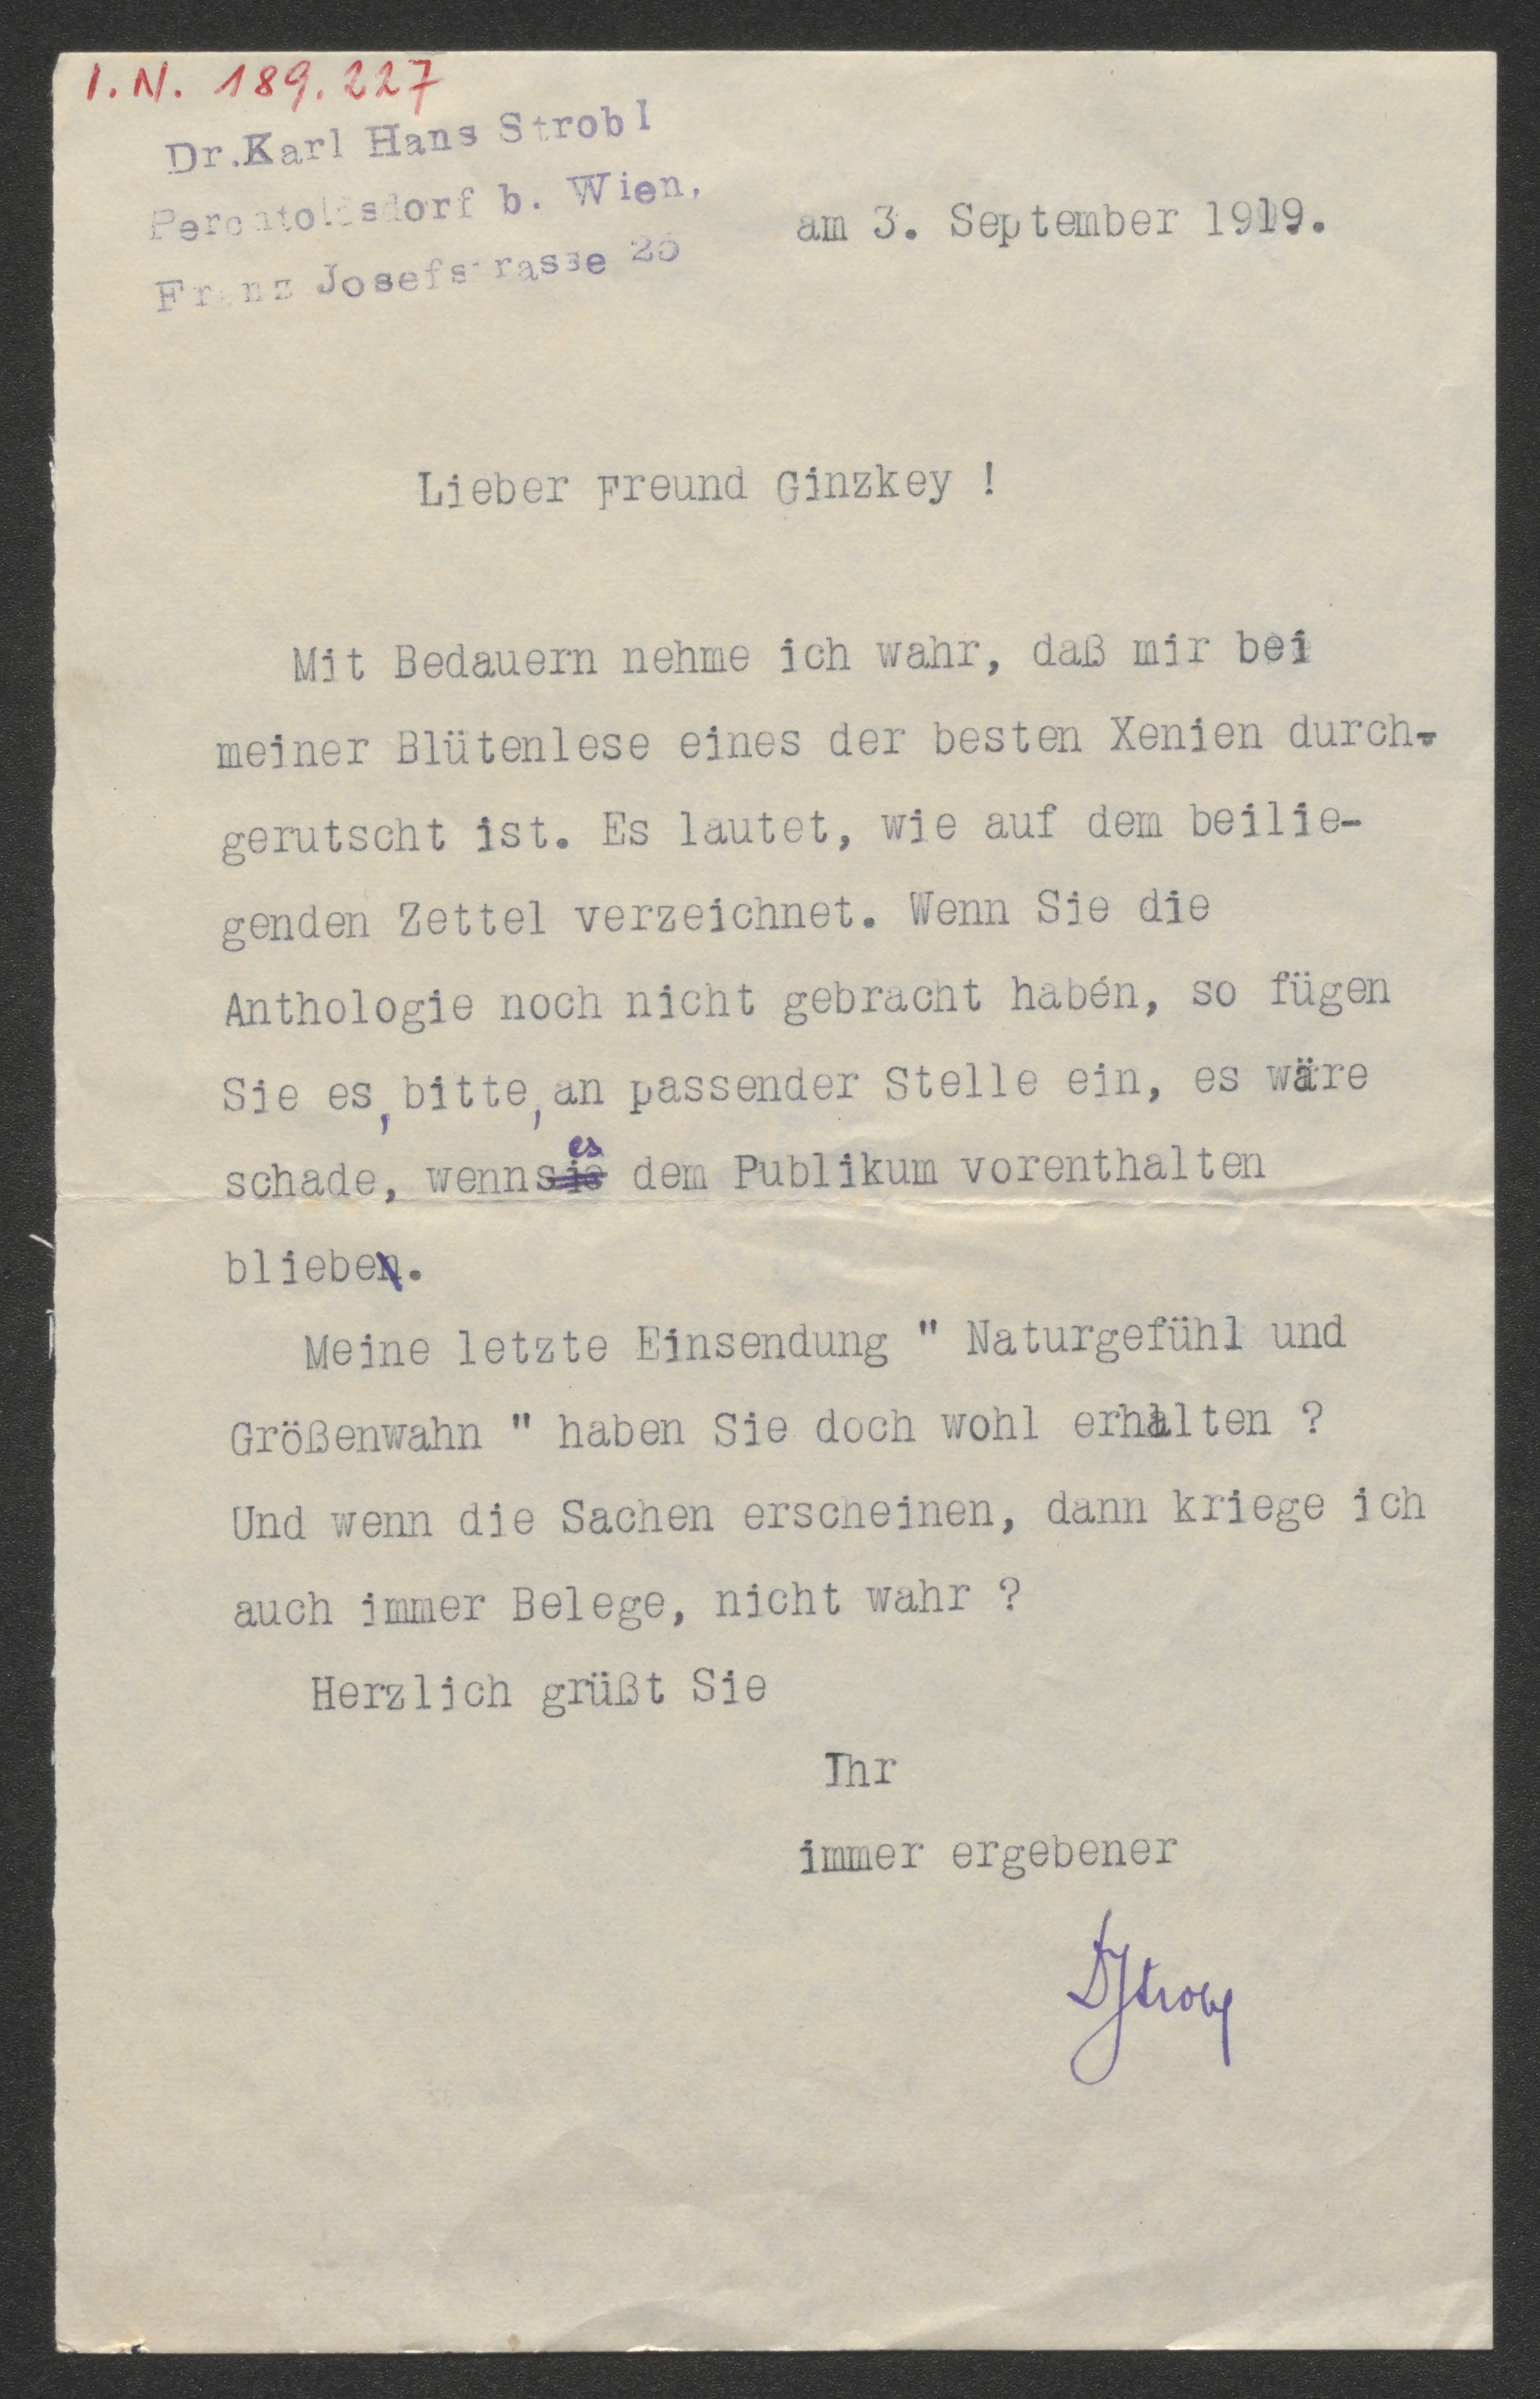 I.N. 189.227
Dr.Karl Hans Strobl
Perchtoldsdorf b. Wien,
Franz Josefstrasse
am 3. September 1919.
Lieber Freund Ginzkey !
Mit Bedauern nehme ich wahr, daß mir bei
meiner Blütenlese eines der besten Xenien durch-
gerutscht ist. Es lautet, wie auf dem beilie-
genden Zettel verzeichnet. Wenn Sie die
Anthologie noch nicht gebracht habén, so fügen
Sie es, bitte, an passender Stelle ein, es wäre
schade, wenn es dem Publikum vorenthalten
bliebe.
Meine letzte Einsendung " Naturgefühl und
Größenwahn " haben Sie doch wohl erhalten ?
Und wenn die Sachen erscheinen, dann kriege ich
auch immer Belege, nicht wahr ?
Herzlich grüßt Sie
Ihr
immer ergebener
DrStrobl